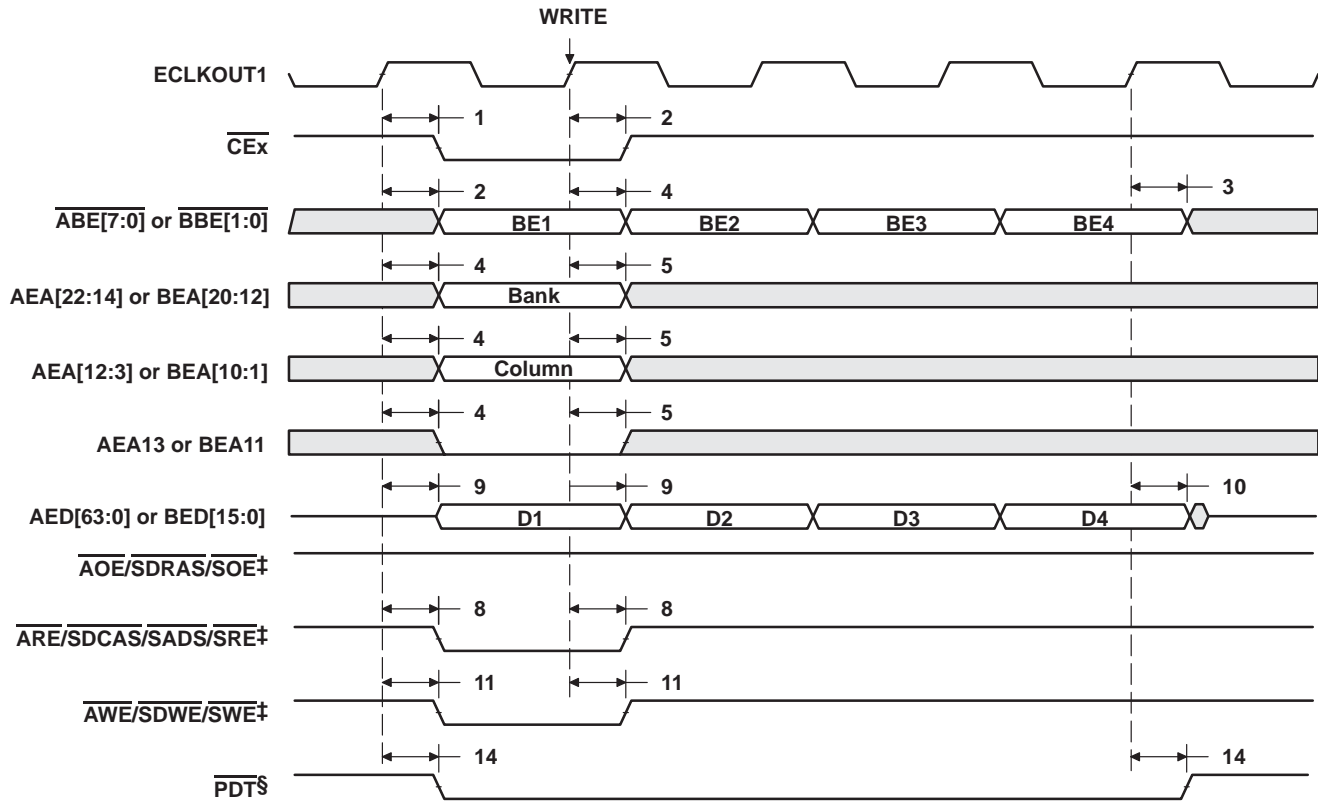 WRITE
ECLKOUT1
1 2
CEx
2 4 3
ABE[7:0] or BBE[1:0] BE1 BE2 BE3 BE4
4 5
AEA[22:14] or BEA[20:12] Bank
4 5
AEA[12:3] or BEA[10:1] Column
4 5
AEA13 or BEA11
9 9 10
AED[63:0] or BED[15:0] D1 D2 D3 D4
AOE/SDRAS/SOE‡
8 8
ARE/SDCAS/SADS/SRE‡
11 11
AWE/SDWE/SWE‡
14 14
PDT§